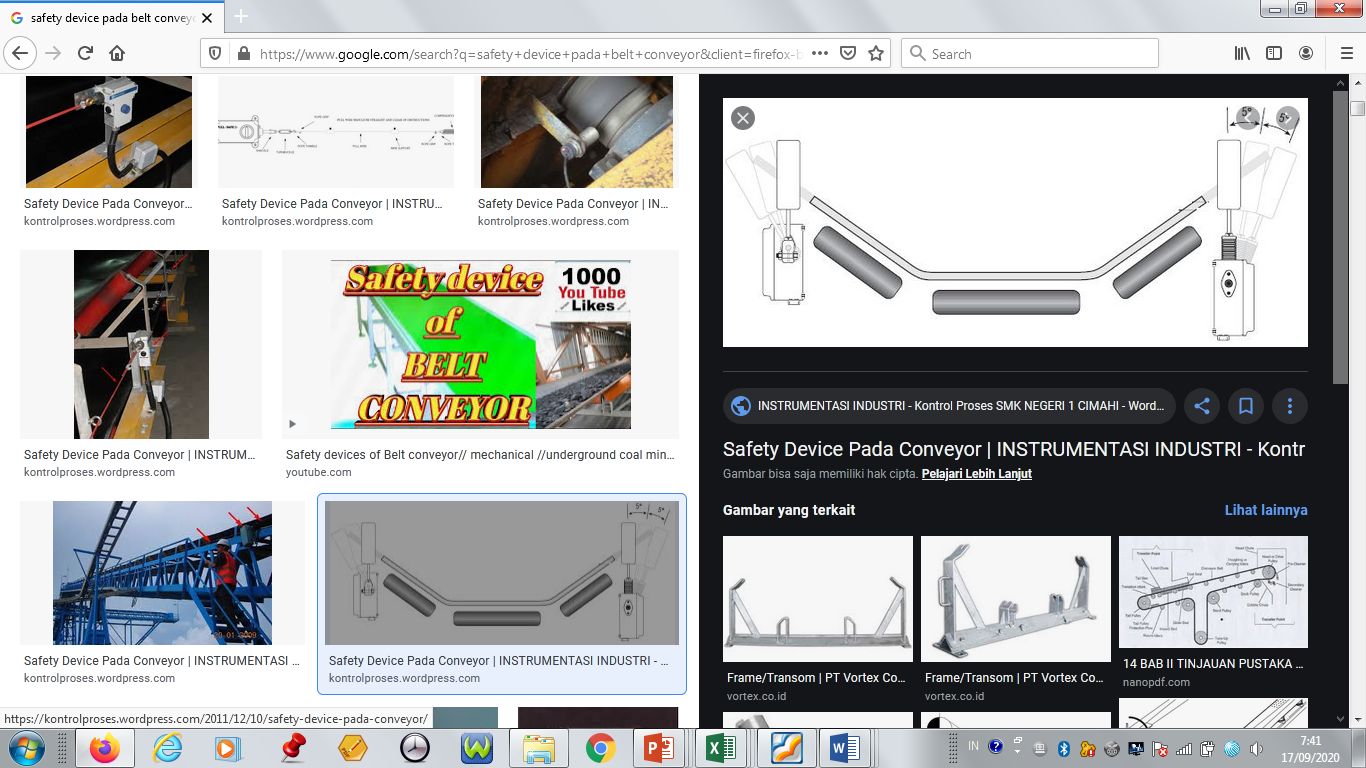 safety device pada belt conveyo
https://www.google.com/search?q=safety+device+pada+belt+conveyor&client=firefox-b
Search
Safety Device Pada Conveyor...
kontrolproses.wordpress.com
Safety Device Pada Conveyor | INSTRU...
kontrolproses.wordpress.com
Safety Device Pada Conveyor | IN...
kontrolproses.wordpress.com
Safety device
of
BELT
CONVEYOR
1000
You Tube
Likes
Safety Device Pada Conveyor | INSTRUM...
kontrolproses.wordpress.com
Safety devices of Belt conveyor// mechanical //underground coal min...
youtube.com
5°
5°
Safety Device Pada Conveyor | INSTRUMENTASI ...
kontrolproses.wordpress.com
Safety Device Pada Conveyor | INSTRUMENTASI INDUSTRI - ...
kontrolproses.wordpress.com
https://kontrolproses.wordpress.com/2011/12/10/safety-device-pada-conveyor/
5°
5°
INSTRUMENTASI INDUSTRI - Kontrol Proses SMK NEGERI 1 CIMAHI - Word...
Safety Device Pada Conveyor | INSTRUMENTASI INDUSTRI - Kontr
Gambar bisa saja memiliki hak cipta. Pelajari Lebih Lanjut
Gambar yang terkait
Lihat lainnya
Frame/Transom | PT Vortex Co...
vortex.co.id
Frame/Transom | PT Vortex Co...
vortex.co.id
14 BAB II TINJAUAN PUSTAKA ...
nanopdf.com
IN
7:41
17/09/2020